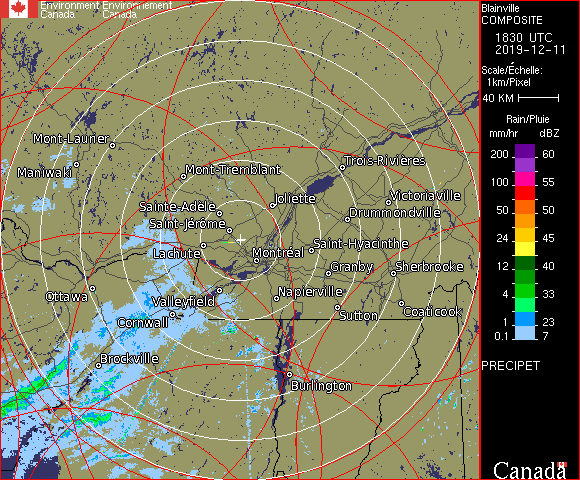 Environment Environnement
Canada Canada
Blainville
COMPOSITE
1830 UTC
2019-12-11
Scale/Échelle:
1km/Pixel
40 KM
Rain/Pluie
mm/hr dBZ
200 60
100 55
50 50
24 45
12 40
4 33
1 23
0.1 7
PRECIPET
Canada
Mont-Laurier
Maniwaki
Mont-Tremblant
Trois-Rivières
Joliette
Victoriaville
Sainte-Adèle
Drummondville
Saint-Jérôme
Saint-Hyacinthe
Lachute
Montréal
Granby
Sherbrooke
Ottawa
Valleyfield
Napierville
Cornwall
Sutton
Coaticook
Brockville
Burlington